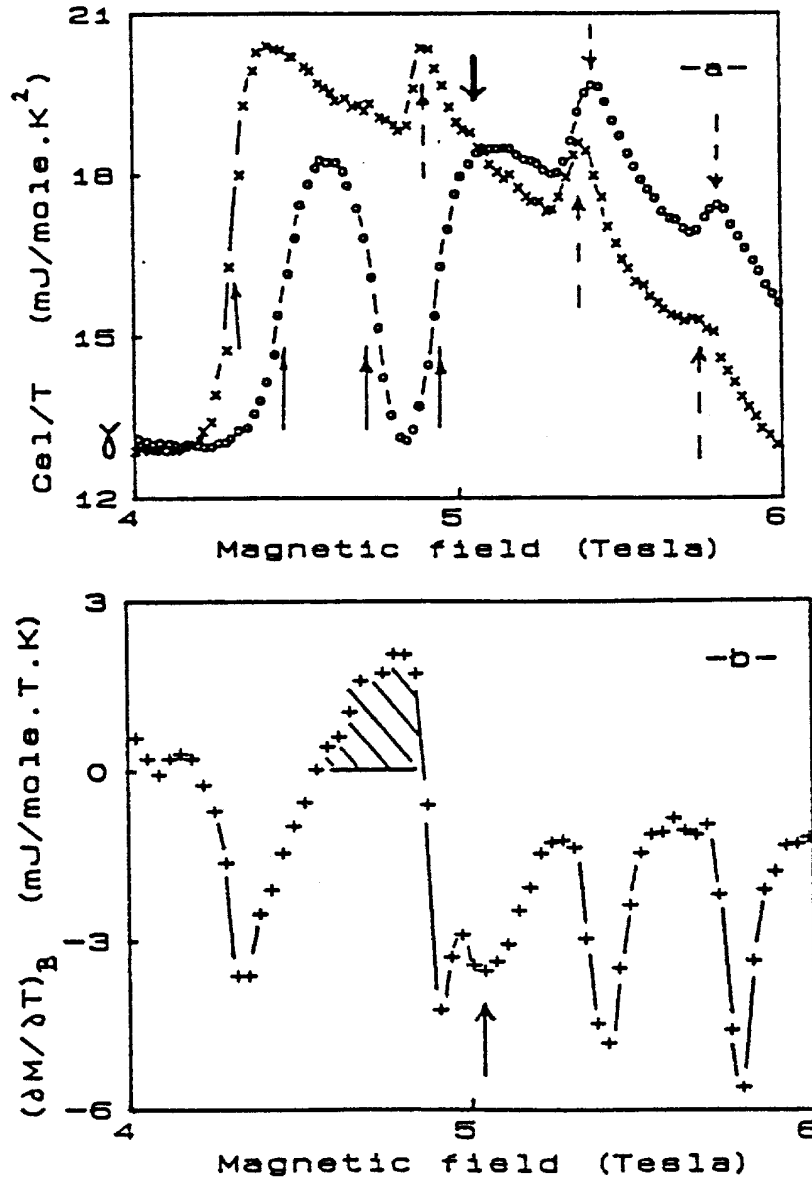 21
18
15
γ
12
Cel/T (mJ/mole.K²)
-a-
4
5
6
Magnetic field (Tesla)
3
0
-3
-6
(∂M/∂T)B (mJ/mole.T.K)
-b-
4
5
6
Magnetic field (Tesla)